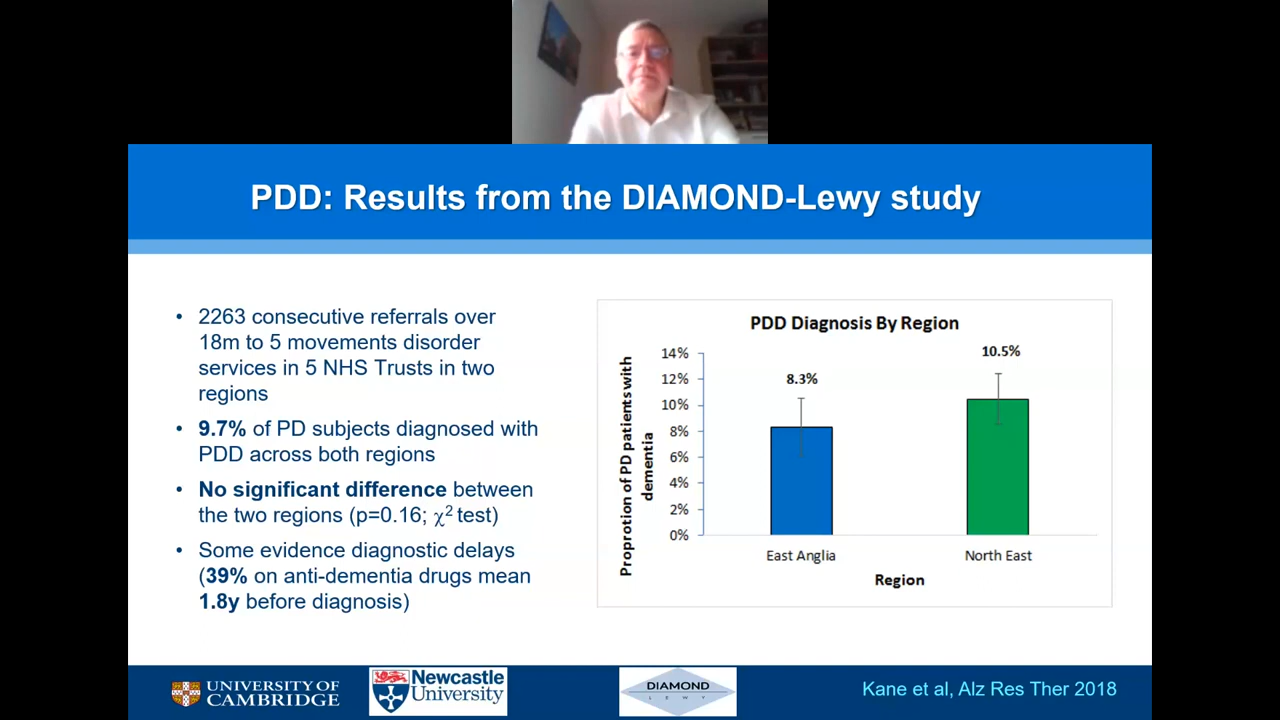 PDD: Results from the DIAMOND-Lewy study
• 2263 consecutive referrals over
18m to 5 movements disorder
services in 5 NHS Trusts in two
regions
• 9.7% of PD subjects diagnosed with
PDD across both regions
• No significant difference between
the two regions (p=0.16; χ² test)
• Some evidence diagnostic delays
(39% on anti-dementia drugs mean
1.8y before diagnosis)
PDD Diagnosis By Region
Proprotion of PD patients with
dementia
14%
12%
10%
8%
6%
4%
2%
0%
8.3%
10.5%
East Anglia
North East
Region
UNIVERSITY OF
CAMBRIDGE
Newcastle
University
DIAMOND
LEWY
Kane et al, Alz Res Ther 2018